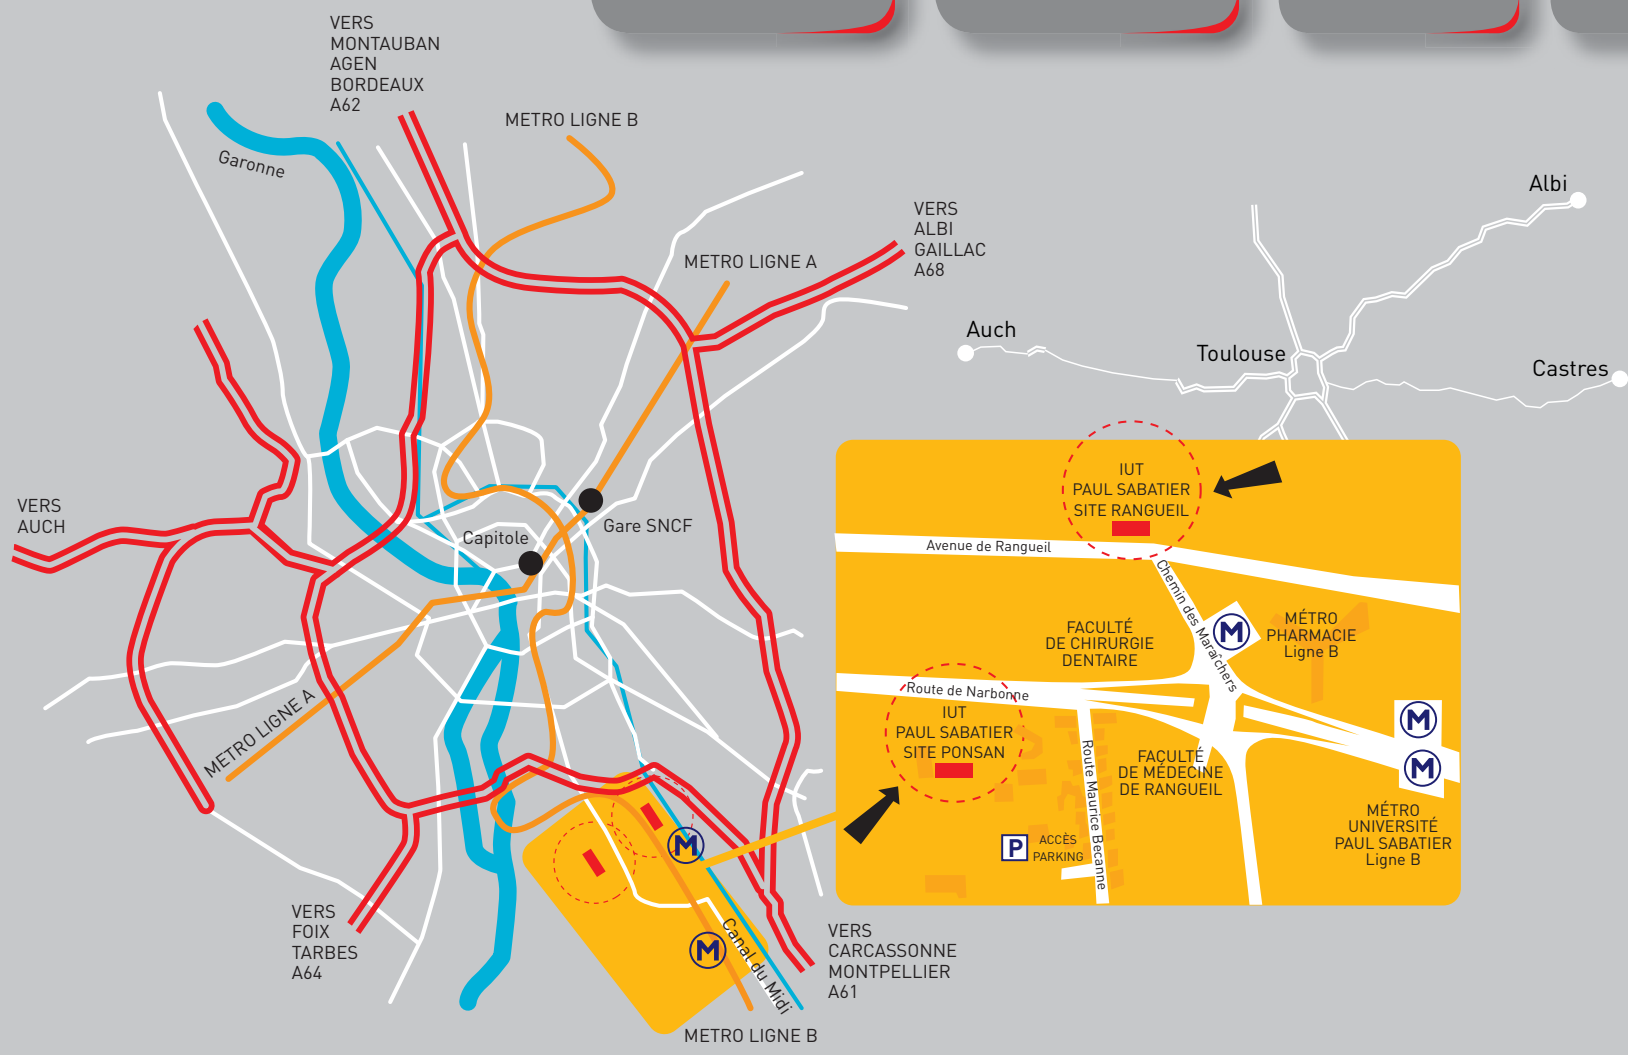 VERS
MONTAUBAN
AGEN
BORDEAUX
A62
METRO LIGNE B
Garonne
VERS
ALBI
GAILLAC
A68
METRO LIGNE A
Albi
Auch
Toulouse
Castres
VERS
AUCH
Capitole
Gare SNCF
METRO LIGNE A
VERS
FOIX
TARBES
A64
M
M
Canal du Midi
METRO LIGNE B
VERS
CARCASSONNE
MONTPELLIER
A61
IUT
PAUL SABATIER
SITE RANGUEIL
Avenue de Rangueil
Chemin des Maraîchers
M
MÉTRO
PHARMACIE
Ligne B
FACULTÉ
DE CHIRURGIE
DENTAIRE
Route de Narbonne
IUT
PAUL SABATIER
SITE PONSAN
Route Maurice Becanne
FACULTÉ
DE MÉDECINE
DE RANGUEIL
M
M
MÉTRO
UNIVERSITÉ
PAUL SABATIER
Ligne B
P
ACCÈS
PARKING